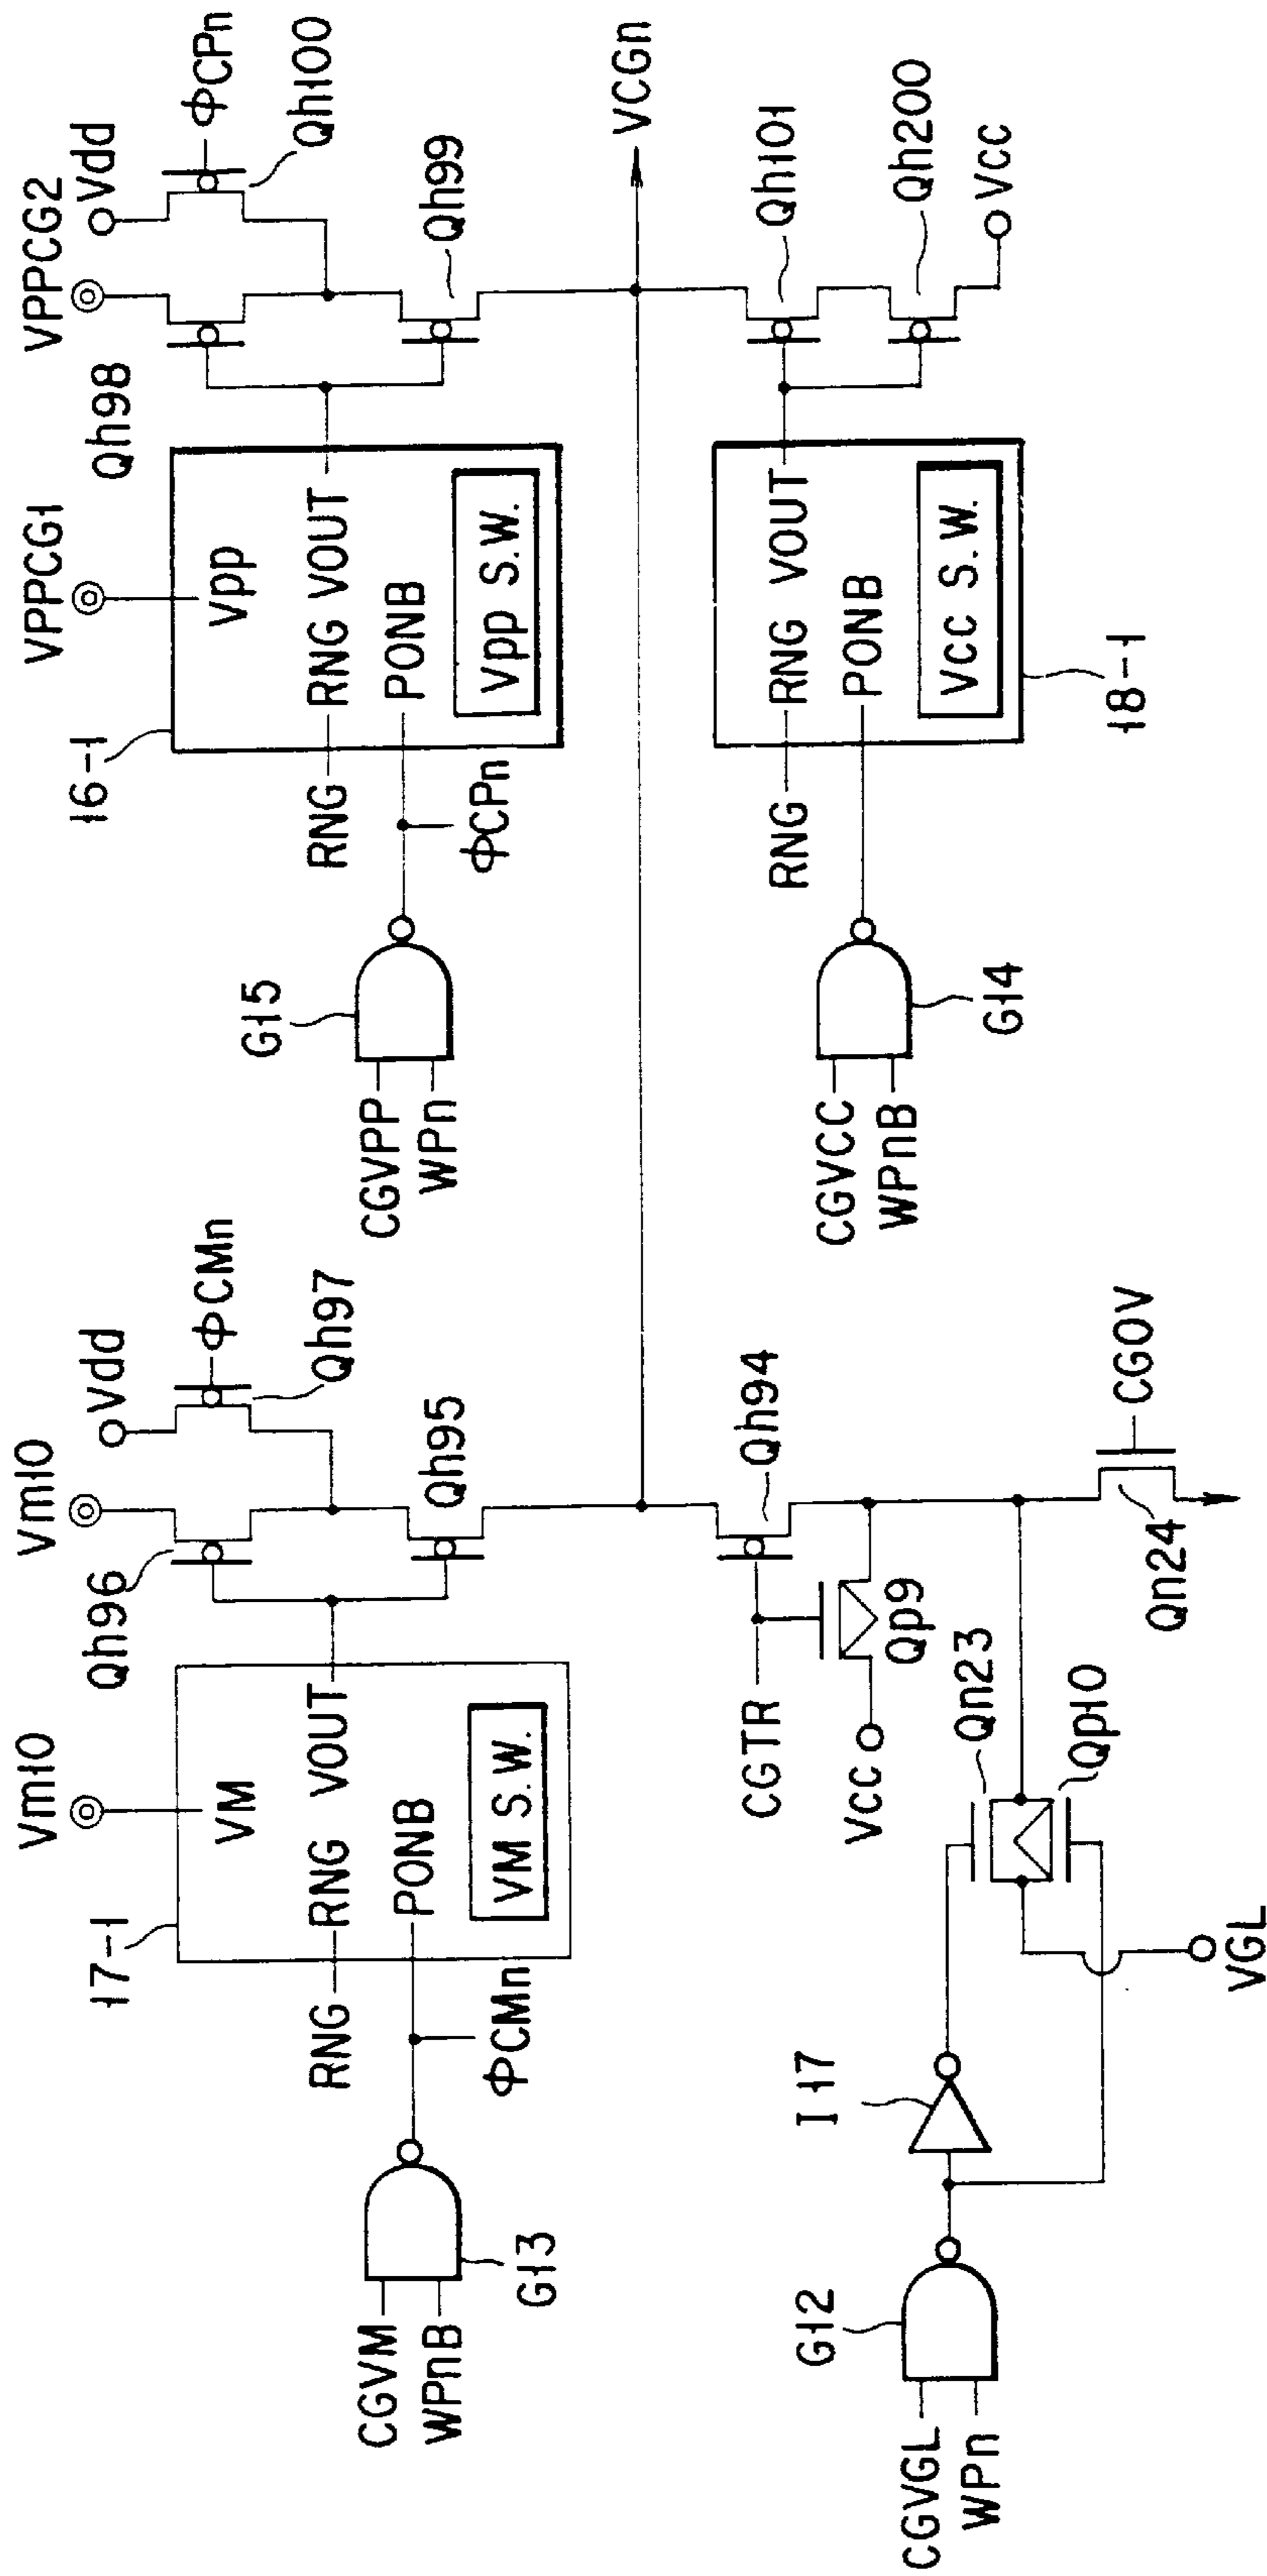 Vm10
Vm10
Vdd
ΦCMn
Qh96
Qh97
17-1
VM
RNG
RNG
VOUT
PONB
VM S.W.
Qh95
CGVM
WPnB
G13
ΦCMn
VPPCG1
VPPCG2
Vdd
ΦCPn
Qh98
Qh100
16-1
Vpp
RNG
RNG
VOUT
PONB
Vpp S.W.
Qh99
G15
CGVPP
WPn
ΦCPn
VCGn
CGTR
Qh94
Vcc
Qp9
CGVGL
WPn
G12
I17
Qn23
Qp10
VGL
Qn24
CG0V
CGVCC
WPnB
G14
RNG
RNG
VOUT
PONB
Vcc S.W.
18-1
Qh101
Qh200
Vcc